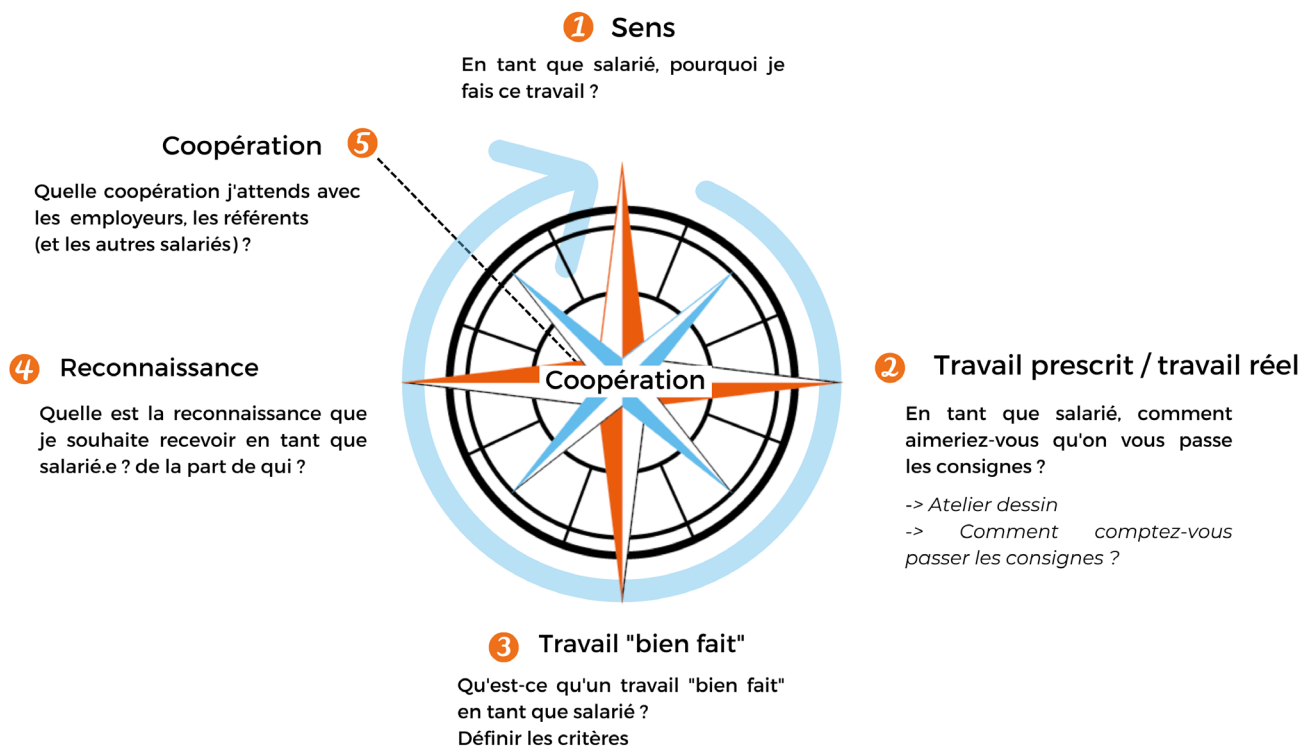 1 Sens
En tant que salarié, pourquoi je
fais ce travail ?
Coopération 5
Quelle coopération j'attends avec
les employeurs, les référents
(et les autres salariés) ?
4 Reconnaissance
Quelle est la reconnaissance que
je souhaite recevoir en tant que
salarié.e ? de la part de qui ?
Coopération
2 Travail prescrit / travail réel
En tant que salarié, comment
aimeriez-vous qu'on vous passe
les consignes ?
-> Atelier dessin
-> Comment comptez-vous
passer les consignes ?
3 Travail "bien fait"
Qu'est-ce qu'un travail "bien fait"
en tant que salarié ?
Définir les critères